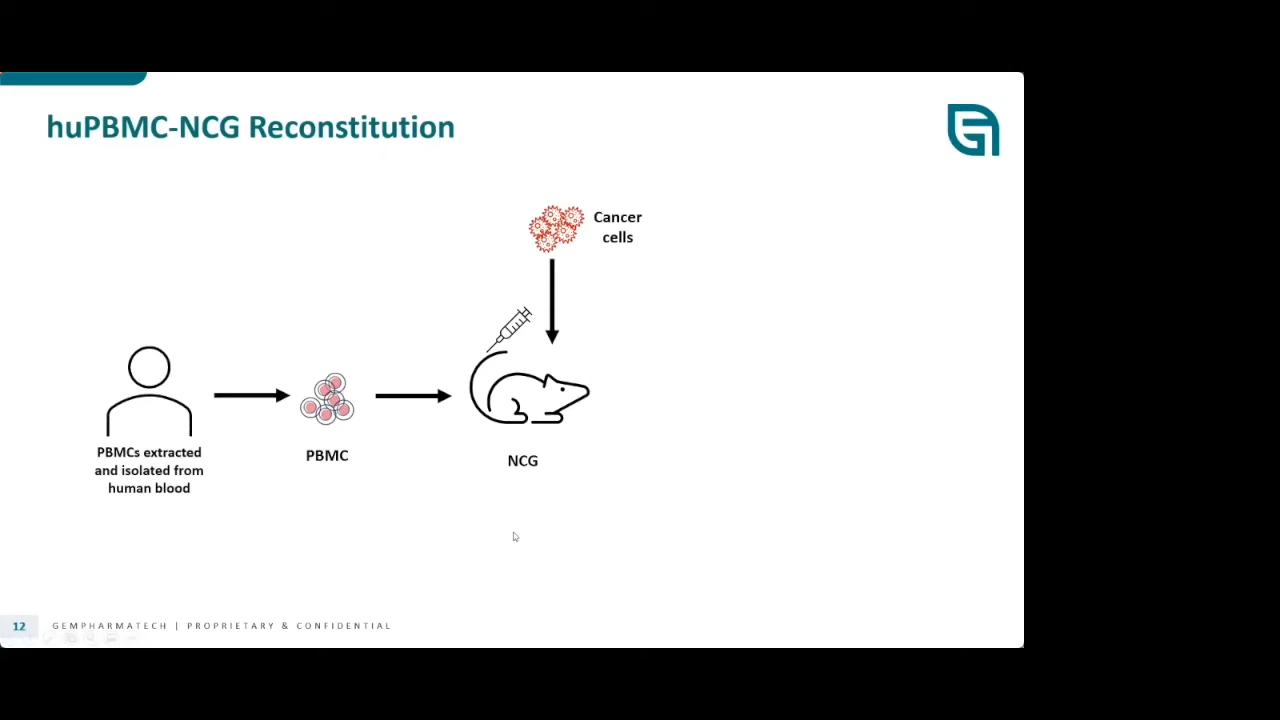 huPBMC-NCG Reconstitution
Cancer
cells
PBMCs extracted
and isolated from
human blood
PBMC
NCG
12
GEMPHARMATECH | PROPRIETARY & CONFIDENTIAL